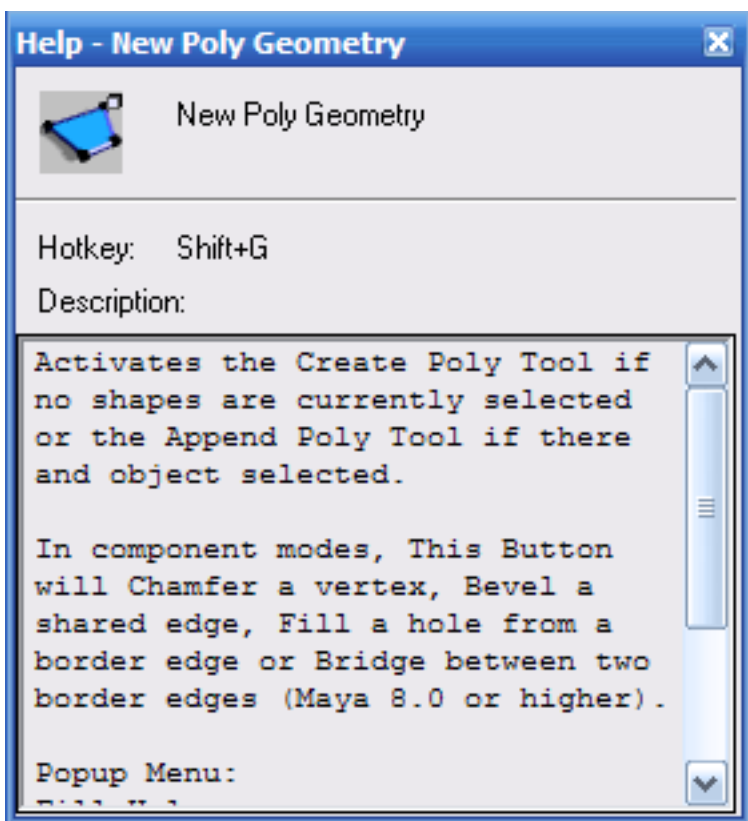 Help - New Poly Geometry
New Poly Geometry
Hotkey: Shift+G
Description:
Activates the Create Poly Tool if
no shapes are currently selected
or the Append Poly Tool if there
and object selected.
In component modes, This Button
will Chamfer a vertex, Bevel a
shared edge, Fill a hole from a
border edge or Bridge between two
border edges (Maya 8.0 or higher).
Popup Menu: